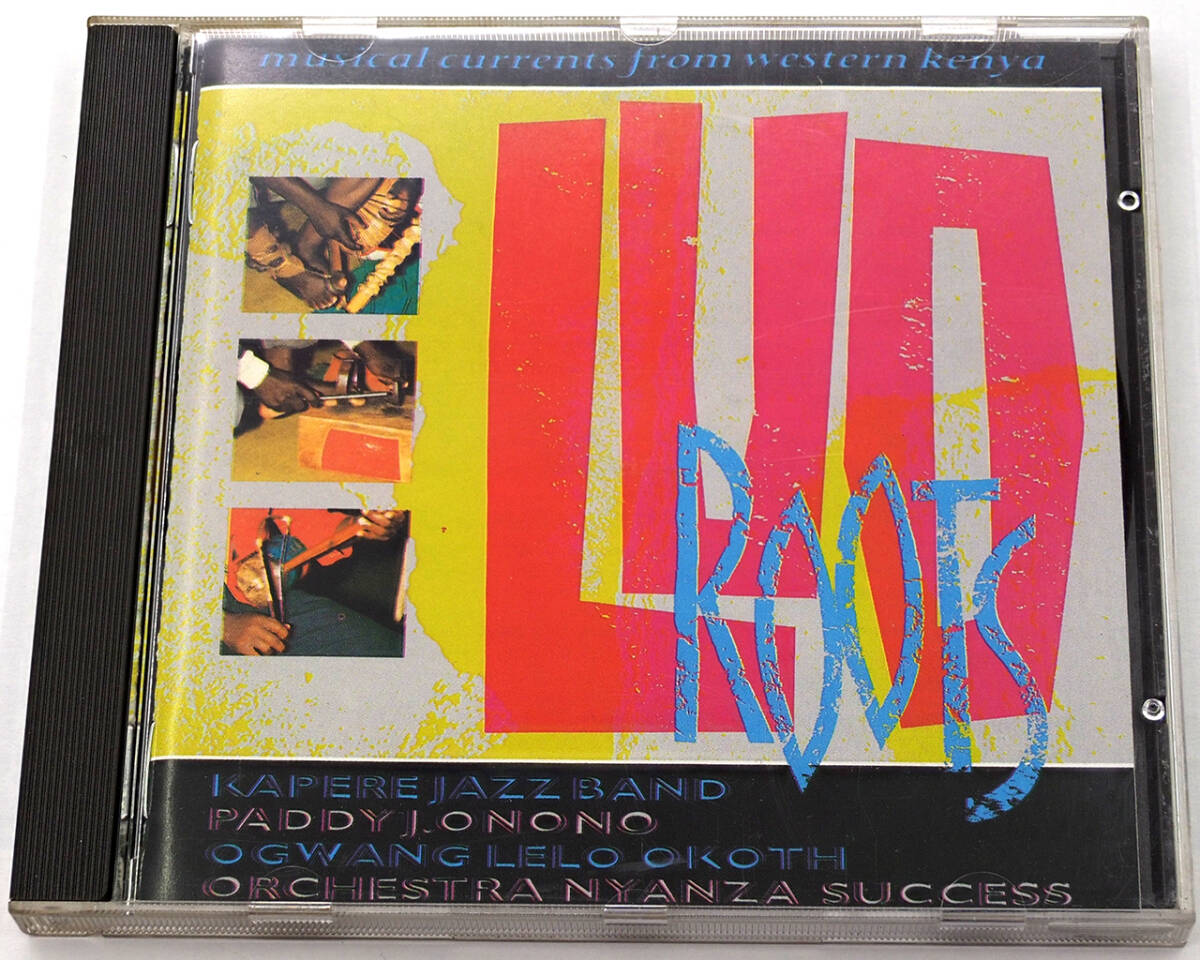 musical currents from western kenya
LUO
ROOTS
KAPERE JAZZ BAND
PADDY J. ONONO
OGWANG LELO OKOTH
ORCHESTRA NYANZA SUCCESS